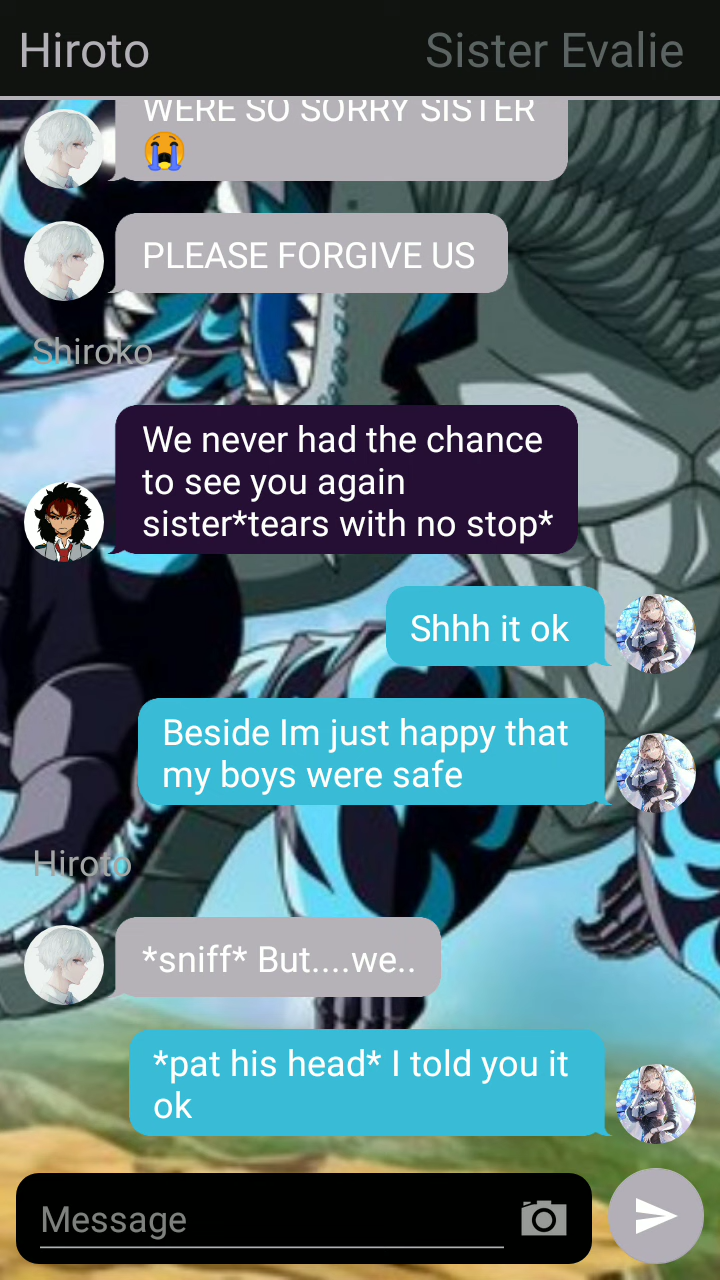 Hiroto
Sister Evalie
WERE SO SORRY SISTER
😭
PLEASE FORGIVE US
Shiroko
We never had the chance
to see you again
sister*tears with no stop*
Shhh it ok
Beside Im just happy that
my boys were safe
Hiroto
*sniff* But....we..
*pat his head* I told you it
ok
Message